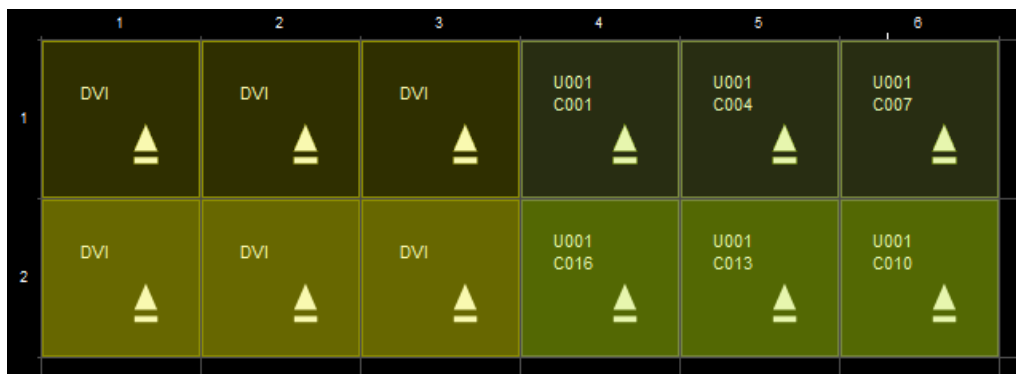 1 2 3 4 5 6
1
DVI DVI DVI U001 U001 U001
C001 C004 C007
2
DVI DVI DVI U001 U001 U001
C016 C013 C010